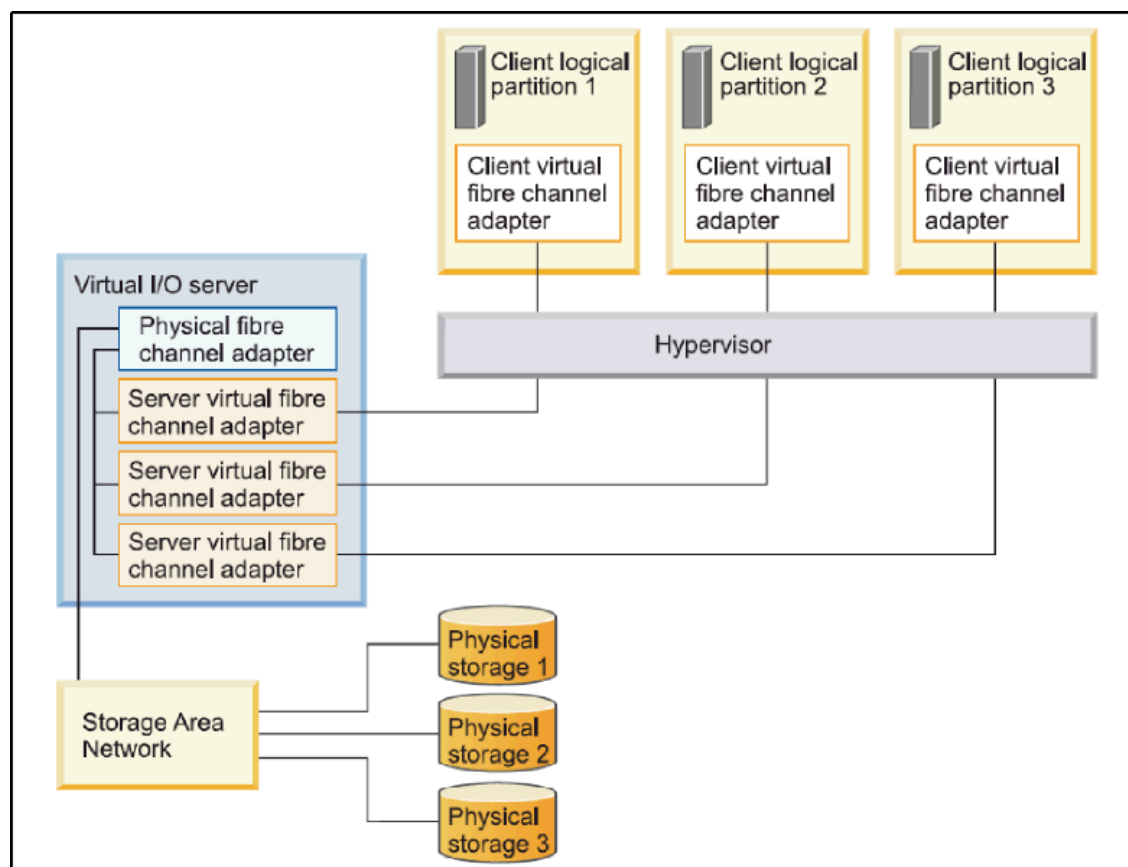 Client logical
partition 1
Client virtual
fibre channel
adapter
Client logical
partition 2
Client virtual
fibre channel
adapter
Client logical
partition 3
Client virtual
fibre channel
adapter
Hypervisor
Virtual I/O server
Physical fibre
channel adapter
Server virtual fibre
channel adapter
Server virtual fibre
channel adapter
Server virtual fibre
channel adapter
Storage Area
Network
Physical
storage 1
Physical
storage 2
Physical
storage 3